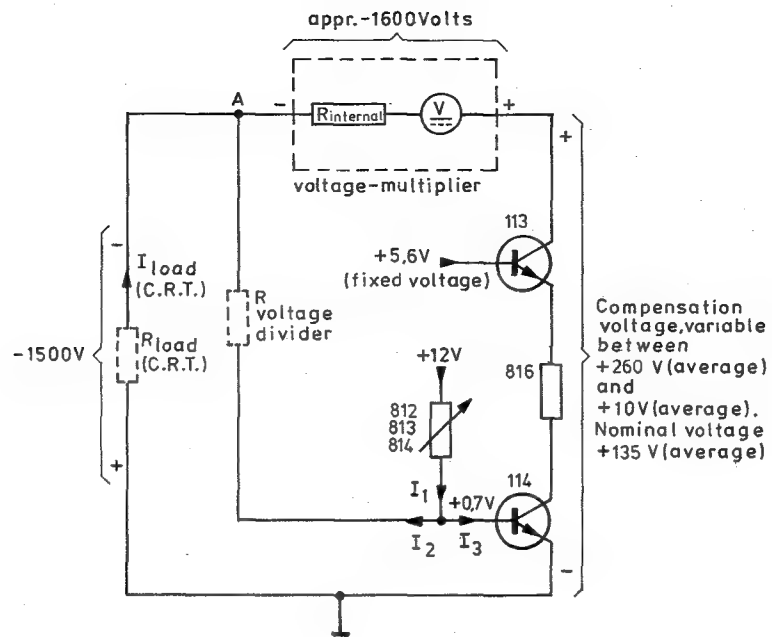 appr.-1600Volts
A
-
Rinternal
V
+
voltage-multiplier
+
113
+5,6V
(fixed voltage)
-
I load
(C.R.T.)
R load
(C.R.T.)
-1500V
+
R
voltage
divider
+12V
812
813
814
816
Compensation
voltage,variable
between
+260 V(average)
and
+10V(average).
Nominal voltage
+135 V(average)
I1
+0,7V
114
I2
I3
-